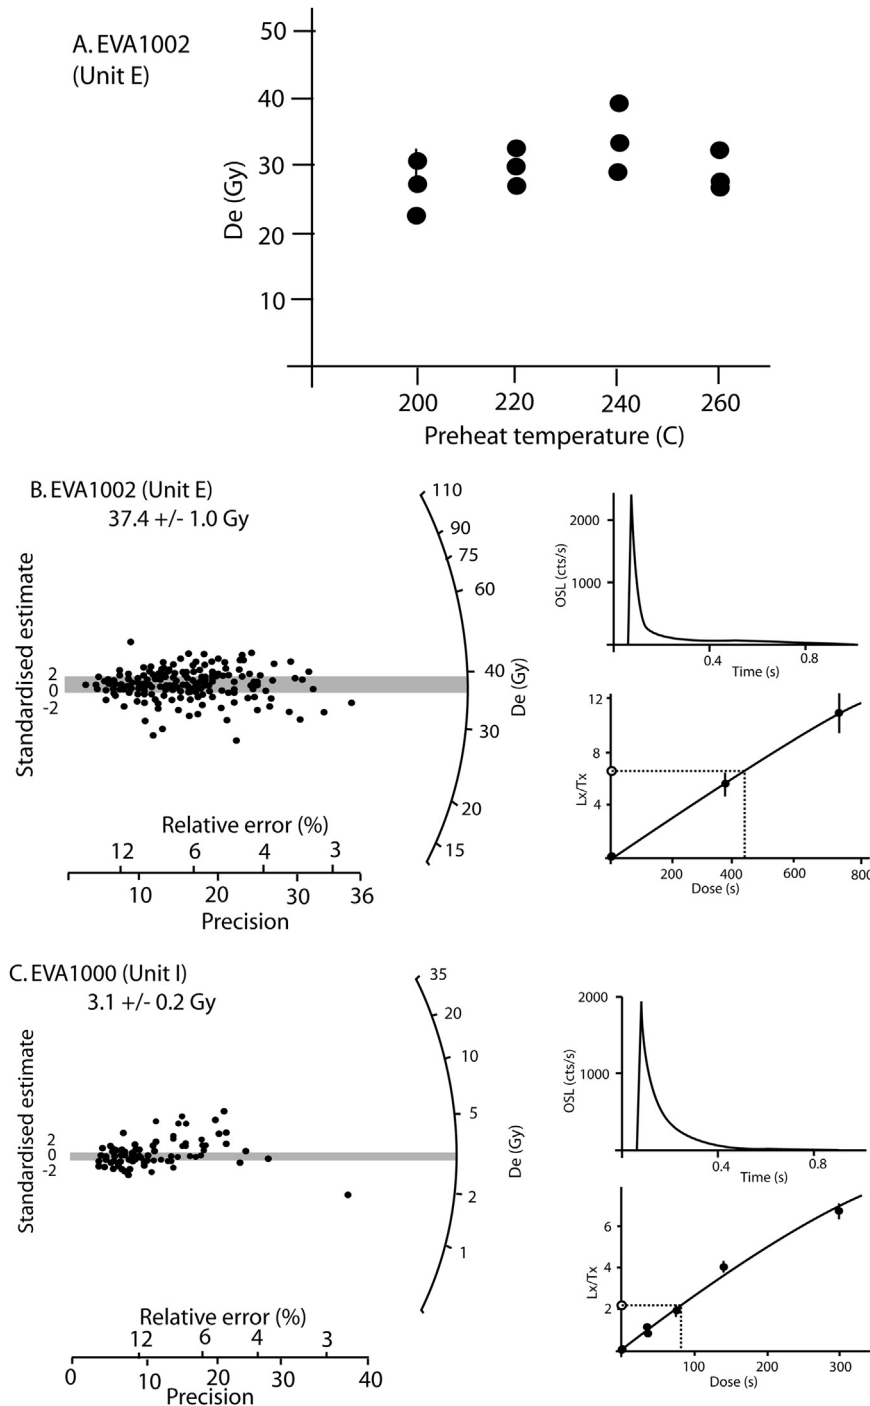 A. EVA1002
(Unit E)
50
40
30
20
10
De (Gy)
200 220 240 260
Preheat temperature (C)
B. EVA1002 (Unit E)
37.4 +/- 1.0 Gy
Standardised estimate
2
0
-2
110
90
75
60
40
30
20
15
De (Gy)
Relative error (%)
12 6 4 3
10 20 30 36
Precision
OSL (cts/s)
2000
1000
0.4 0.8
Time (s)
Lx/Tx
12
8
4
200 400 600 800
Dose (s)
C. EVA1000 (Unit I)
3.1 +/- 0.2 Gy
Standardised estimate
2
0
-2
35
20
10
5
2
1
De (Gy)
Relative error (%)
12 6 4 3
0 10 20 30 40
Precision
OSL (cts/s)
2000
1000
0.4 0.8
Time (s)
Lx/Tx
6
4
2
100 200 300
Dose (s)